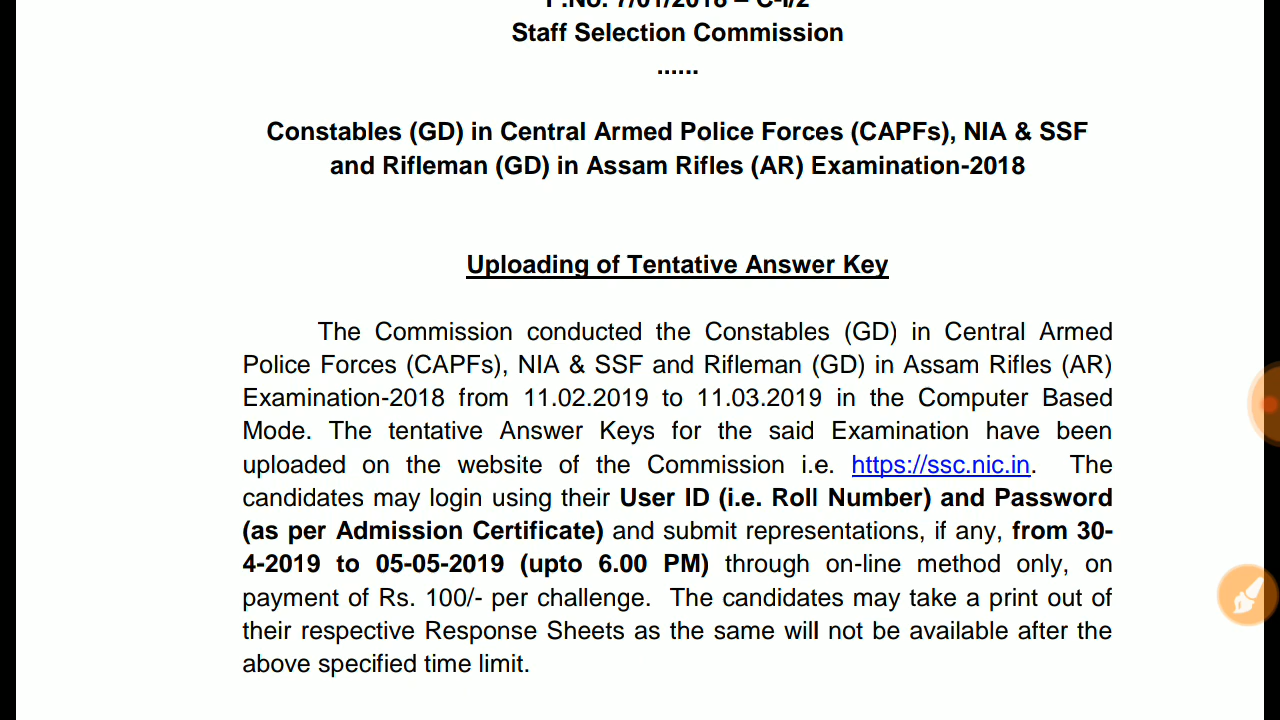 F.No. 7/01/2018 – C-I/2
Staff Selection Commission
......
Constables (GD) in Central Armed Police Forces (CAPFs), NIA & SSF
and Rifleman (GD) in Assam Rifles (AR) Examination-2018
Uploading of Tentative Answer Key
The Commission conducted the Constables (GD) in Central Armed
Police Forces (CAPFs), NIA & SSF and Rifleman (GD) in Assam Rifles (AR)
Examination-2018 from 11.02.2019 to 11.03.2019 in the Computer Based
Mode. The tentative Answer Keys for the said Examination have been
uploaded on the website of the Commission i.e. https://ssc.nic.in. The
candidates may login using their User ID (i.e. Roll Number) and Password
(as per Admission Certificate) and submit representations, if any, from 30-
4-2019 to 05-05-2019 (upto 6.00 PM) through on-line method only, on
payment of Rs. 100/- per challenge. The candidates may take a print out of
their respective Response Sheets as the same will not be available after the
above specified time limit.